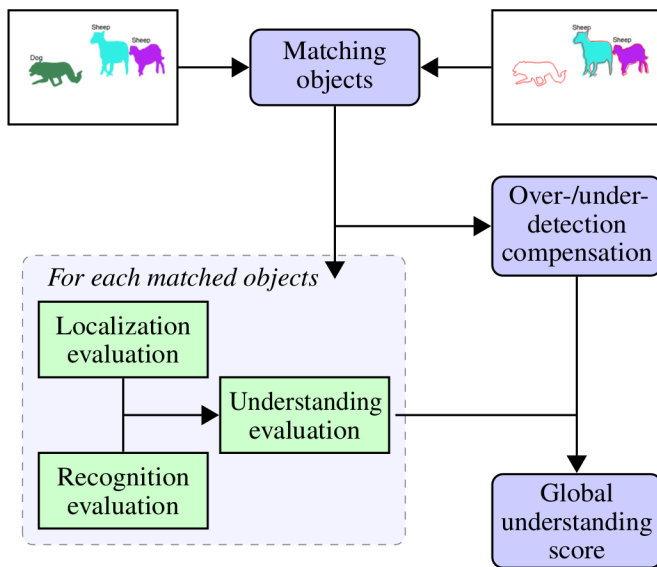 Sheep
Sheep
Dog
Matching
objects
Sheep
Sheep
Over-/under-
detection
compensation
For each matched objects
Localization
evaluation
Understanding
evaluation
Recognition
evaluation
Global
understanding
score